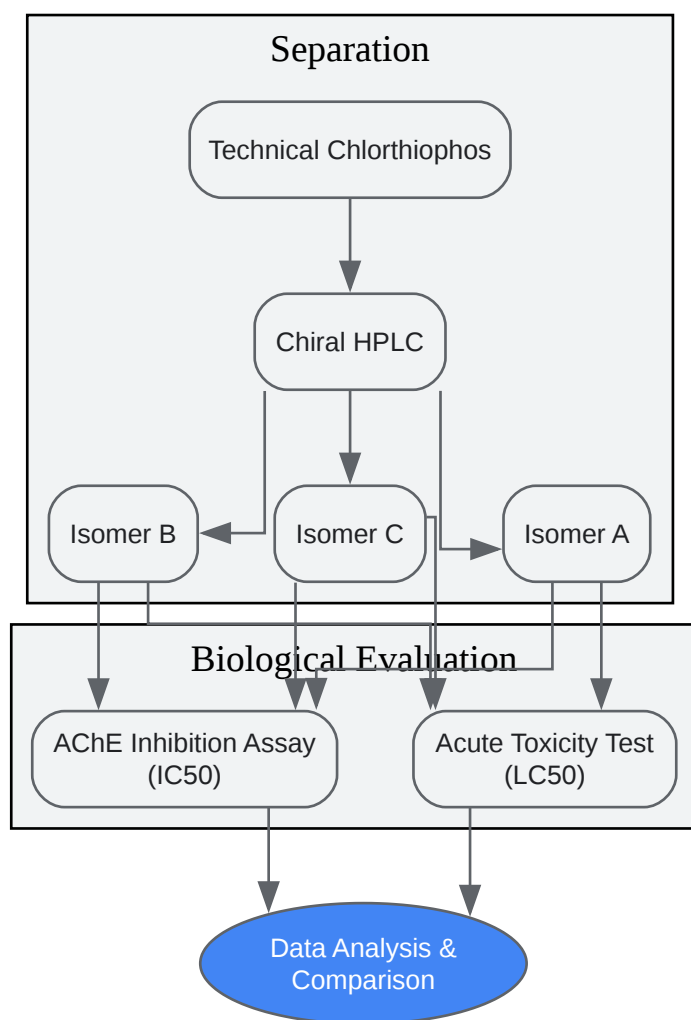 Separation
Technical Chlorthiophos
Chiral HPLC
Isomer B
Isomer C
Isomer A
Biological Evaluation
AChE Inhibition Assay
(IC50)
Acute Toxicity Test
(LC50)
Data Analysis &
Comparison